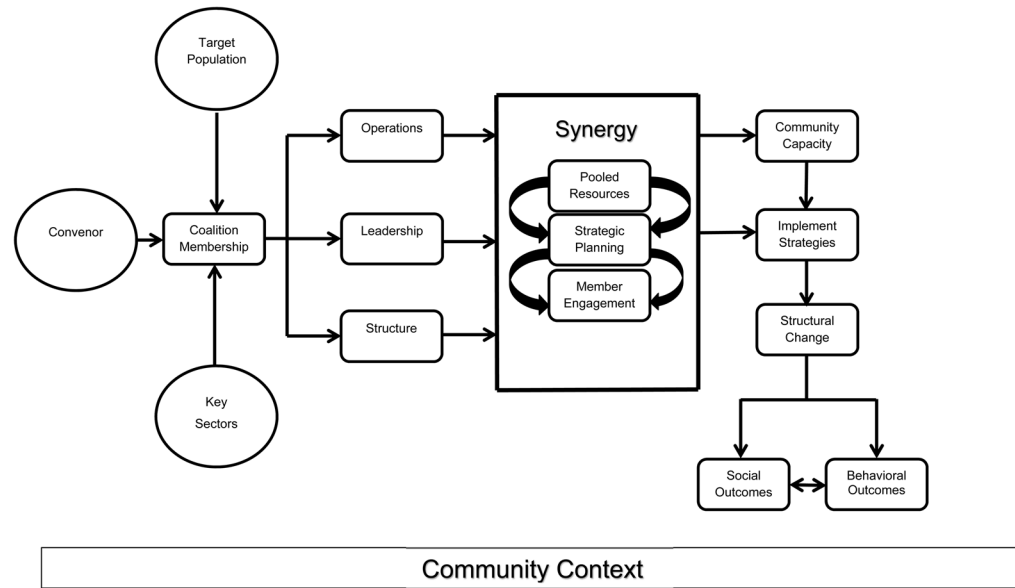 Target
Population
Convenor
Coalition
Membership
Key
Sectors
Operations
Leadership
Structure
Synergy
Pooled
Resources
Strategic
Planning
Member
Engagement
Community
Capacity
Implement
Strategies
Structural
Change
Social
Outcomes
Behavioral
Outcomes
Community Context